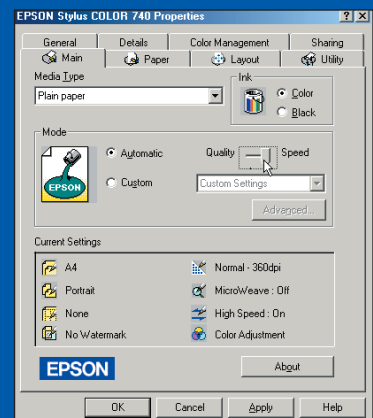 EPSON Stylus COLOR 740 Properties
General Details Color Management Sharing
Main Paper Layout Utility
Media Type
Plain paper
Ink
Color
Black
Mode
EPSON
Automatic
Custom
Quality Speed
Custom Settings
Advanced...
Current Settings
A4 Normal - 360dpi
Portrait MicroWeave : Off
None High Speed : On
No Watermark Color Adjustment
EPSON About
OK Cancel Apply Help